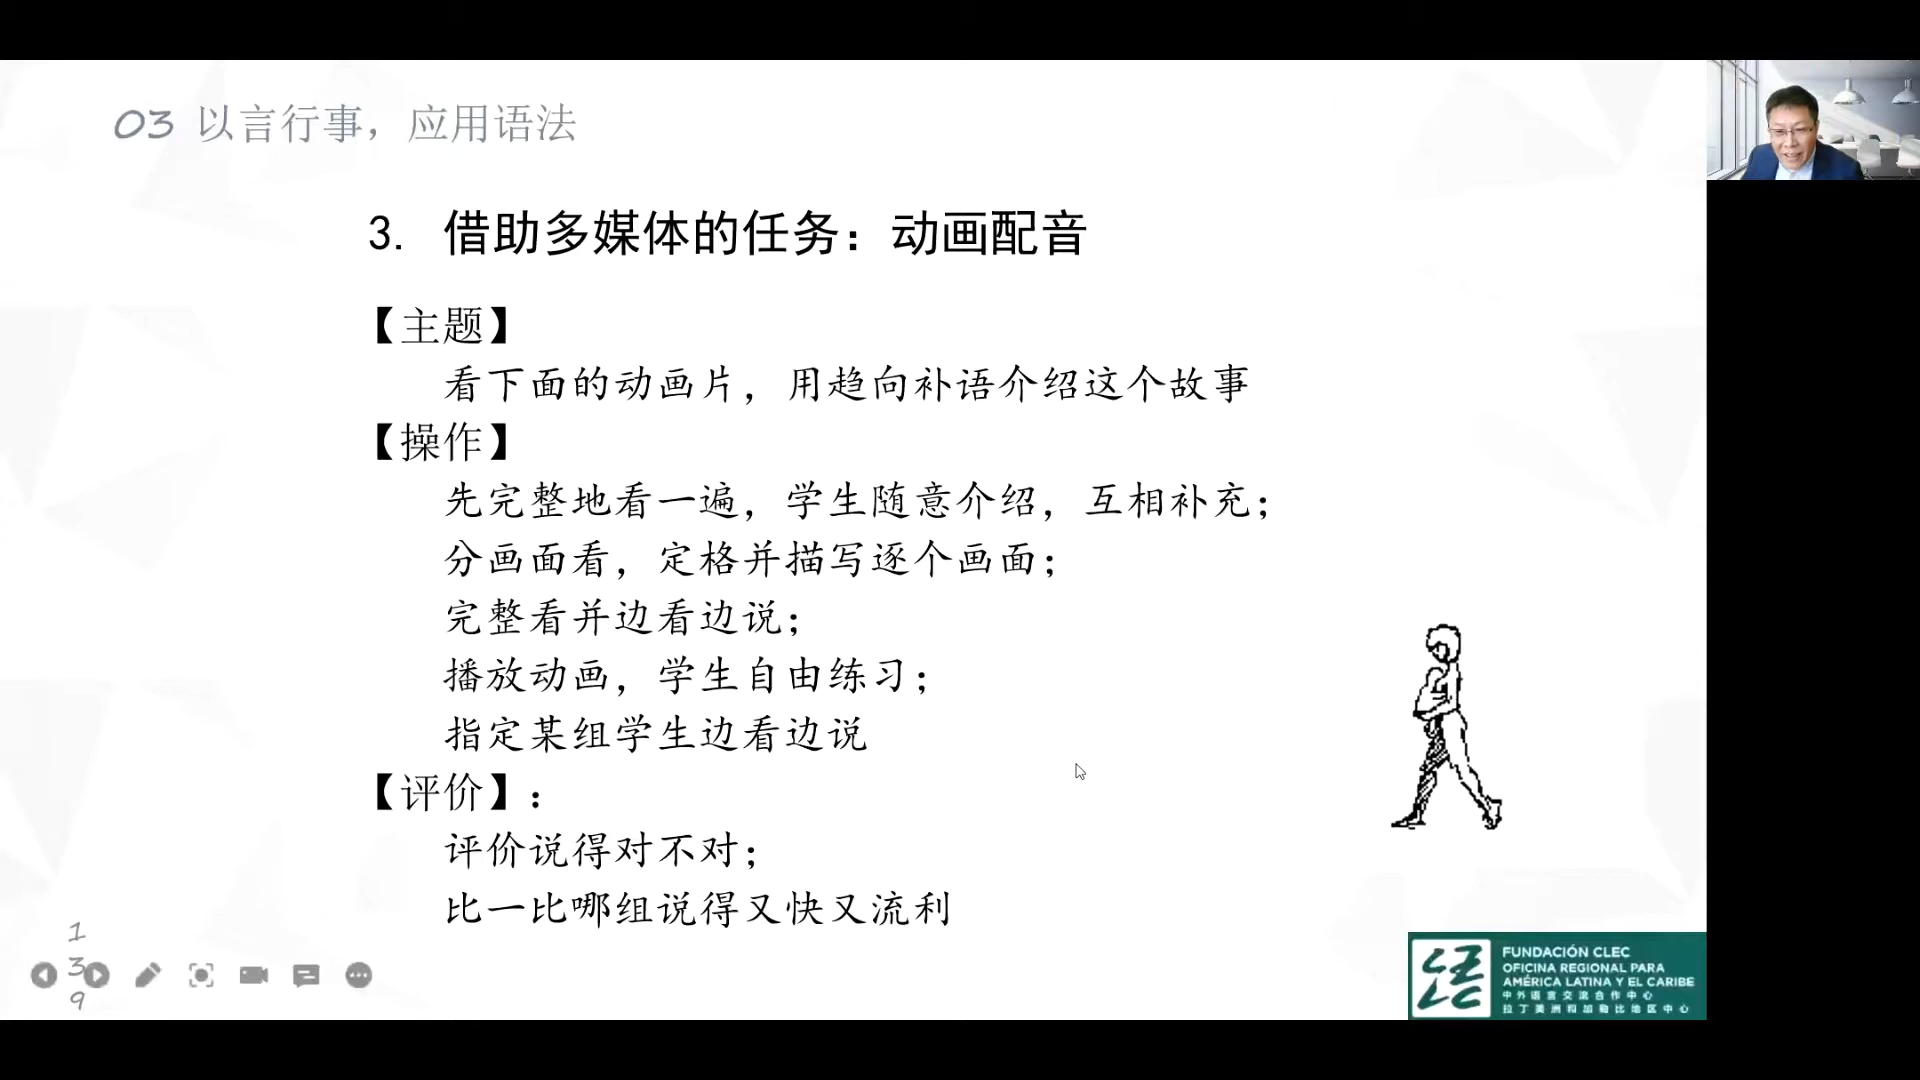 03 以言行事，应用语法
3. 借助多媒体的任务：动画配音
【主题】
看下面的动画片，用趋向补语介绍这个故事
【操作】
先完整地看一遍，学生随意介绍，互相补充；
分画面看，定格并描写逐个画面；
完整看并边看边说；
播放动画，学生自由练习；
指定某组学生边看边说
【评价】：
评价说得对不对；
比一比哪组说得又快又流利
139
FUNDACIÓN CLEC
OFICINA REGIONAL PARA
AMÉRICA LATINA Y EL CARIBE
中外语言交流合作中心
拉丁美洲和加勒比地区中心